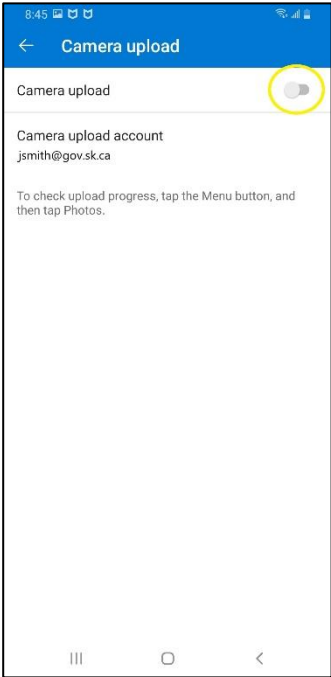 8:45
Camera upload
Camera upload
Camera upload account
jsmith@gov.sk.ca
To check upload progress, tap the Menu button, and
then tap Photos.